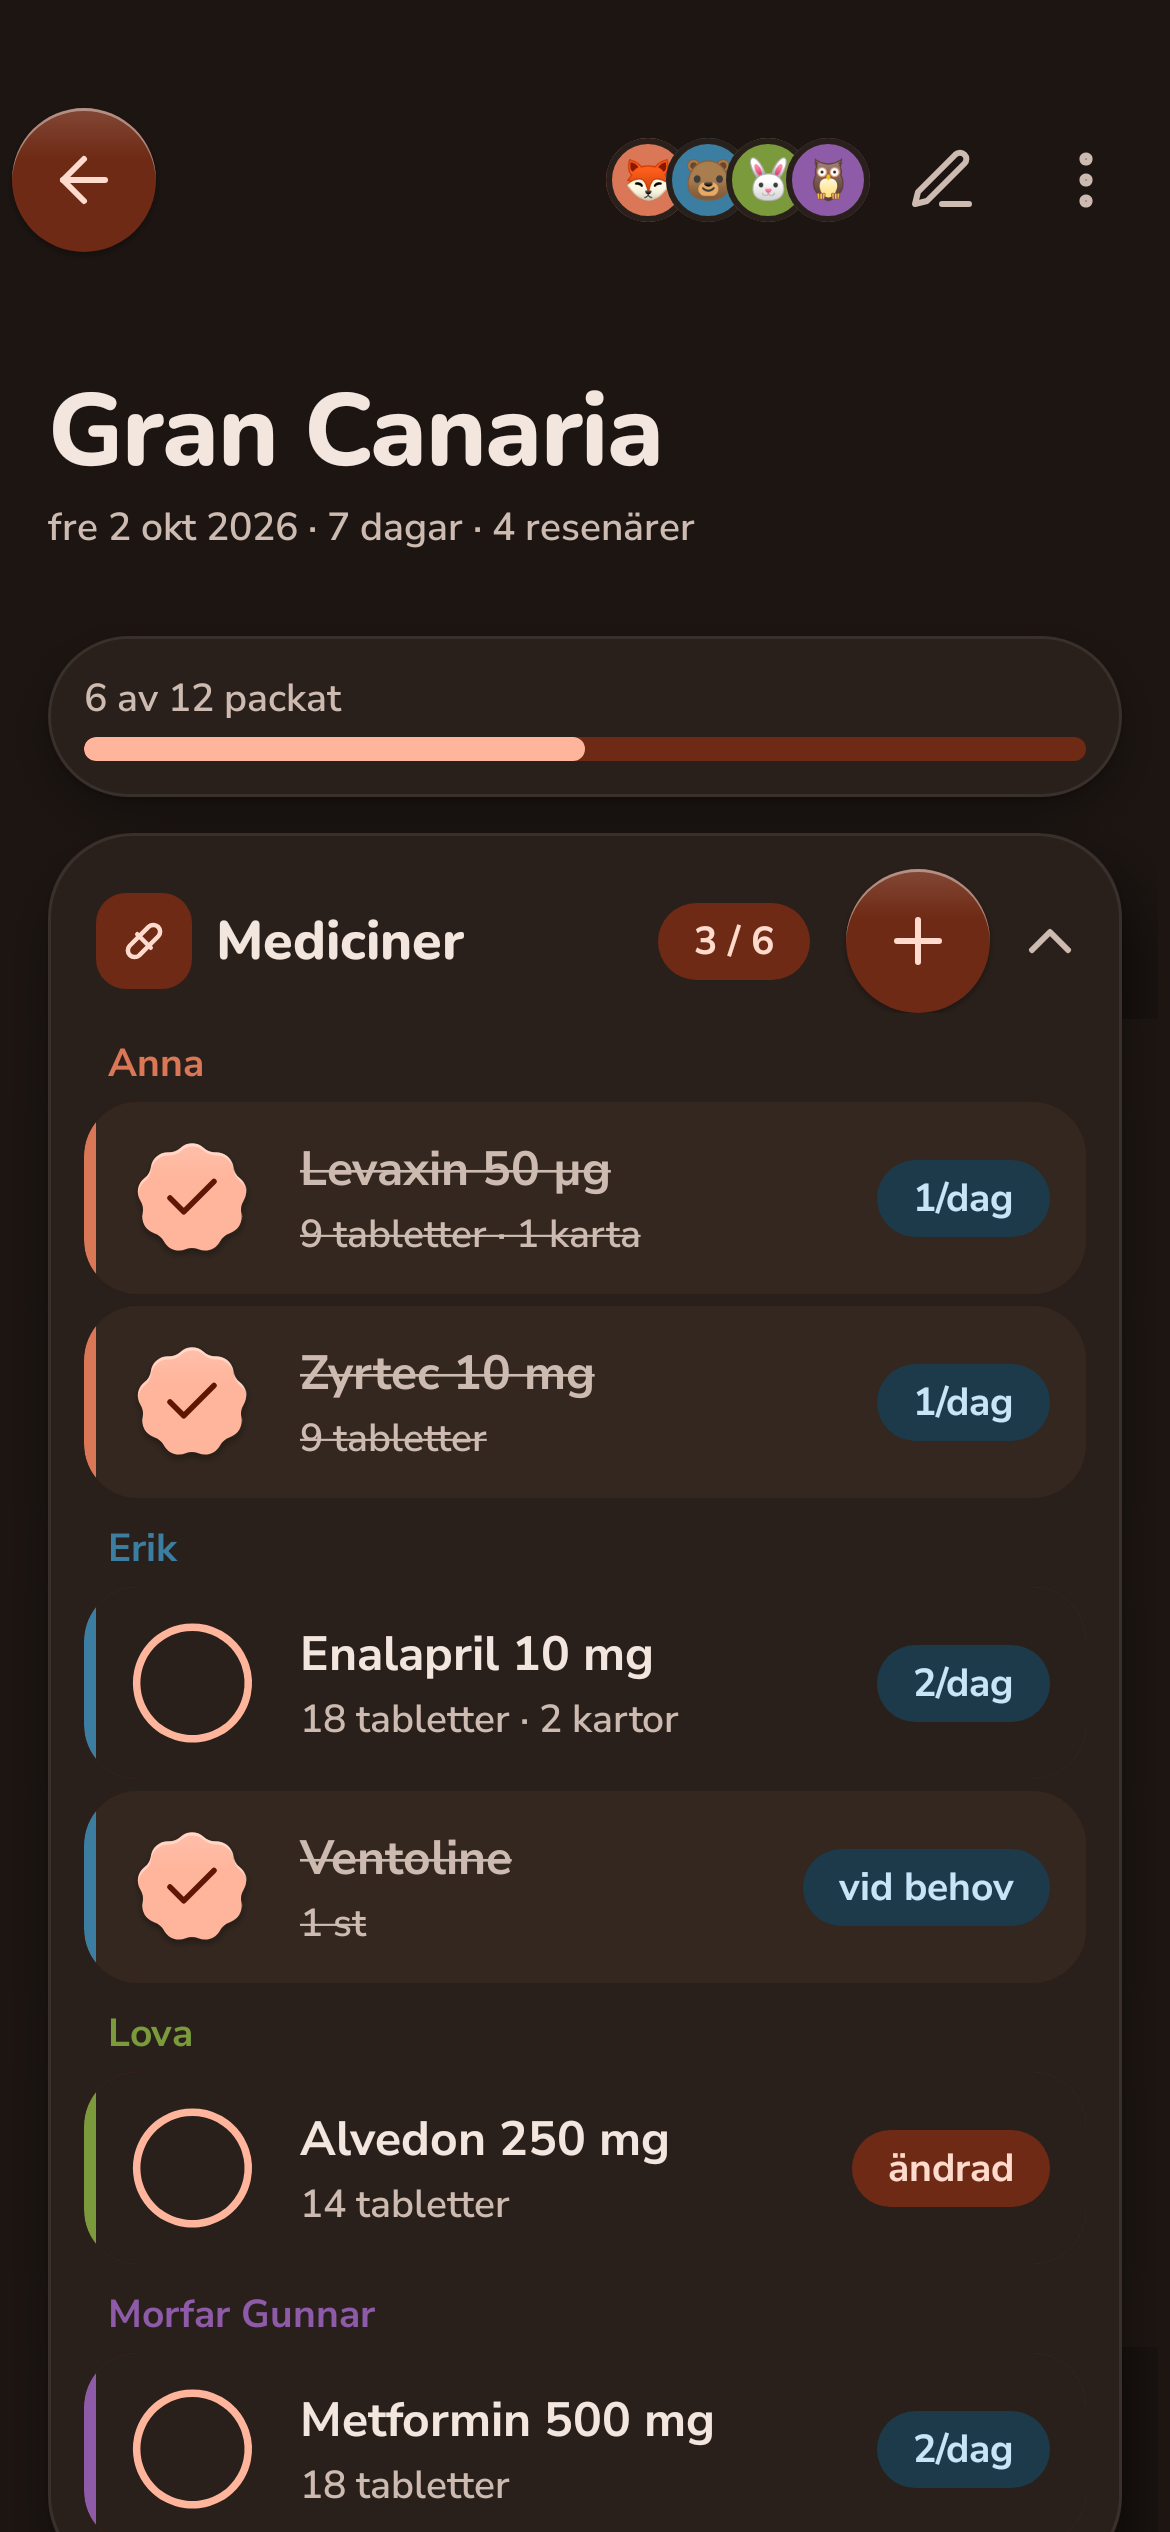 Gran Canaria
fre 2 okt 2026 · 7 dagar · 4 resenärer
6 av 12 packat
Mediciner
3 / 6
Anna
Levaxin 50 µg
9 tabletter · 1 karta
1/dag
Zyrtec 10 mg
9 tabletter
1/dag
Erik
Enalapril 10 mg
18 tabletter · 2 kartor
2/dag
Ventoline
1 st
vid behov
Lova
Alvedon 250 mg
14 tabletter
ändrad
Morfar Gunnar
Metformin 500 mg
18 tabletter
2/dag